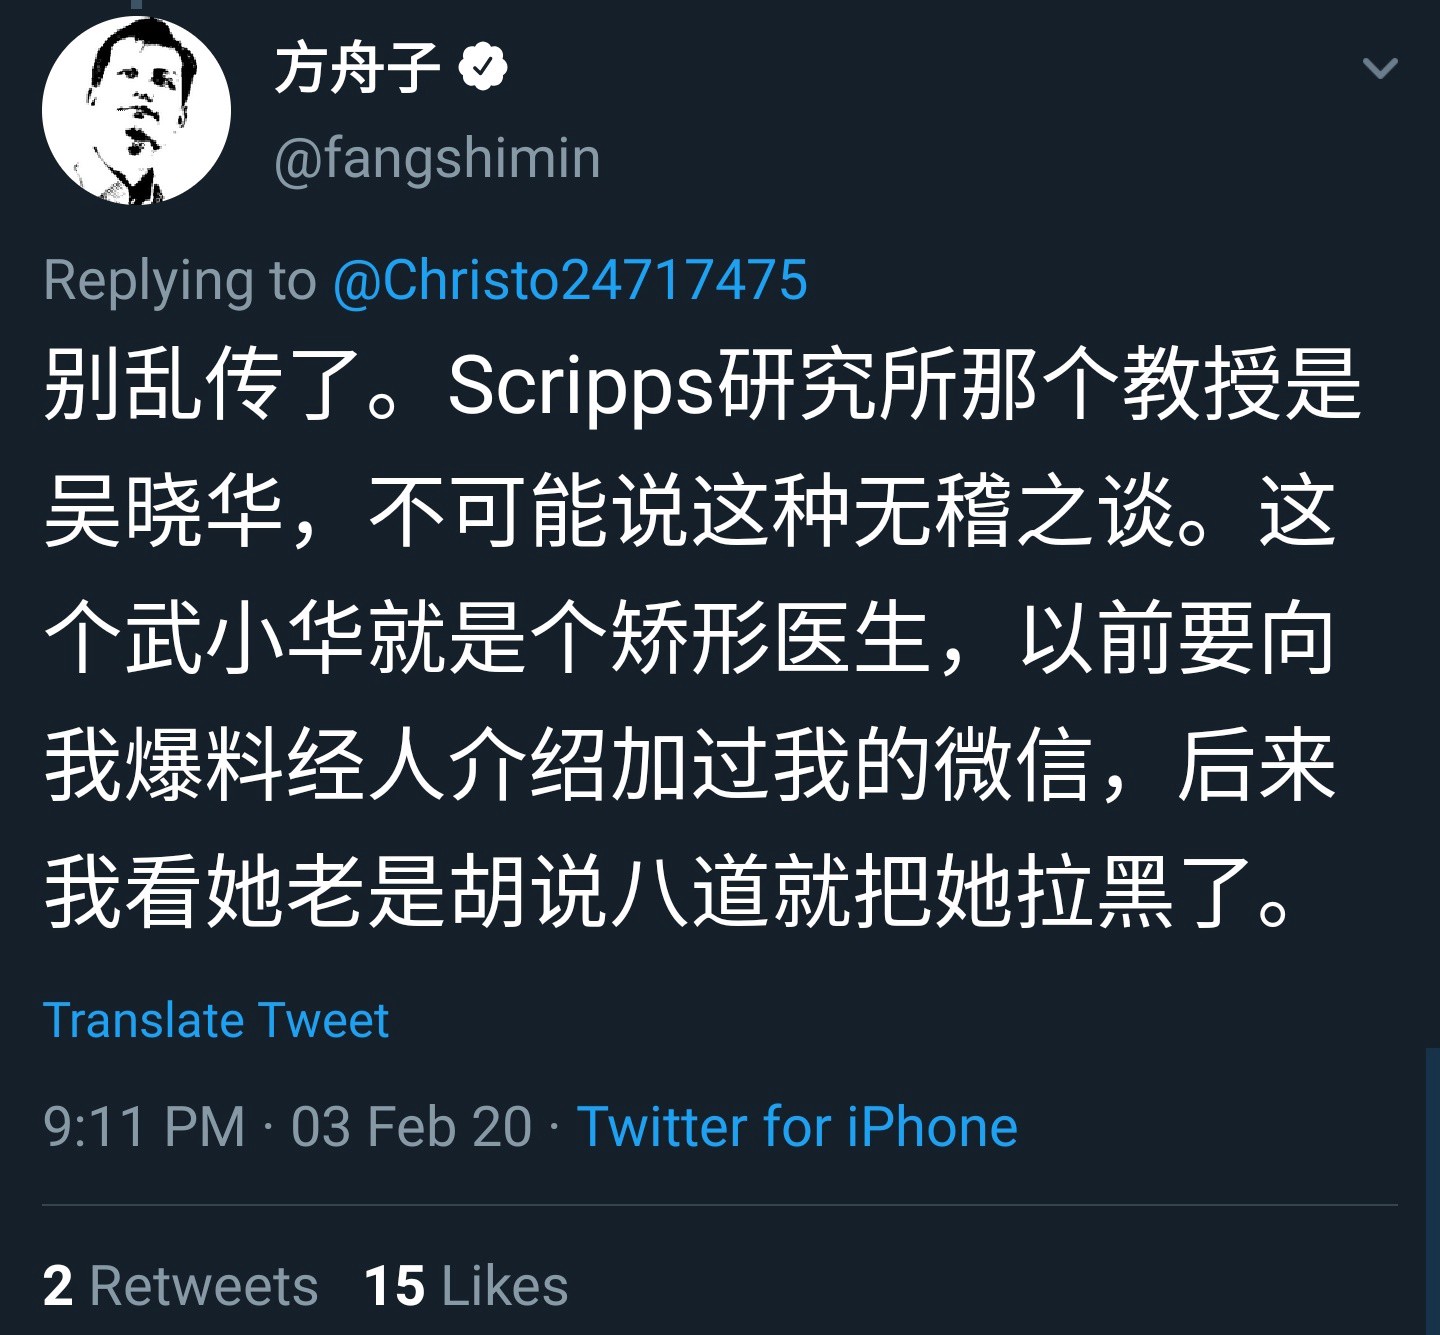 方舟子
@fangshimin
Replying to @Christo24717475
别乱传了。Scripps研究所那个教授是
吴晓华，不可能说这种无稽之谈。这
个武小华就是个矫形医生，以前要向
我爆料经人介绍加过我的微信，后来
我看她老是胡说八道就把她拉黑了。
Translate Tweet
9:11 PM · 03 Feb 20 · Twitter for iPhone
2 Retweets 15 Likes